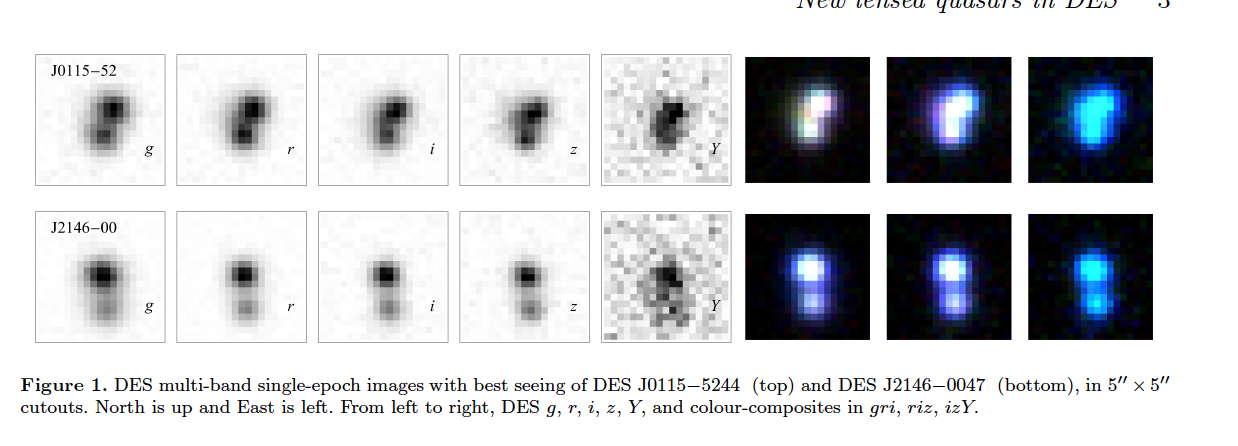 New lensed quasars in DES 3
J0115−52
g
r
i
z
Y
J2146−00
g
r
i
z
Y
Figure 1. DES multi-band single-epoch images with best seeing of DES J0115−5244 (top) and DES J2146−0047 (bottom), in 5′′ × 5′′
cutouts. North is up and East is left. From left to right, DES g, r, i, z, Y, and colour-composites in gri, riz, izY.